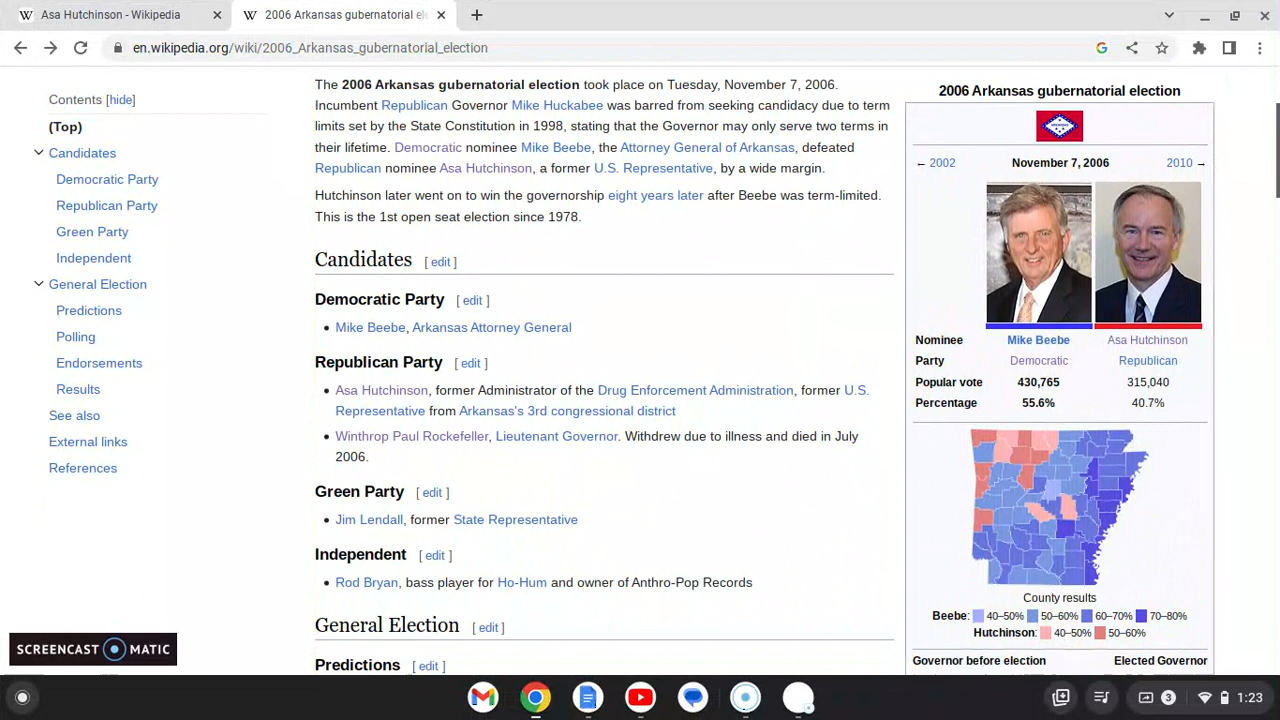 Asa Hutchinson - Wikipedia
2006 Arkansas gubernatorial ele
en.wikipedia.org/wiki/2006_Arkansas_gubernatorial_election
Contents [hide]
(Top)
Candidates
Democratic Party
Republican Party
Green Party
Independent
General Election
Predictions
Polling
Endorsements
Results
See also
External links
References
The 2006 Arkansas gubernatorial election took place on Tuesday, November 7, 2006.
Incumbent Republican Governor Mike Huckabee was barred from seeking candidacy due to term
limits set by the State Constitution in 1998, stating that the Governor may only serve two terms in
their lifetime. Democratic nominee Mike Beebe, the Attorney General of Arkansas, defeated
Republican nominee Asa Hutchinson, a former U.S. Representative, by a wide margin.
Hutchinson later went on to win the governorship eight years later after Beebe was term-limited.
This is the 1st open seat election since 1978.
Candidates [ edit ]
Democratic Party [ edit ]
• Mike Beebe, Arkansas Attorney General
Republican Party [ edit ]
• Asa Hutchinson, former Administrator of the Drug Enforcement Administration, former U.S.
Representative from Arkansas's 3rd congressional district
• Winthrop Paul Rockefeller, Lieutenant Governor. Withdrew due to illness and died in July
2006.
Green Party [ edit ]
• Jim Lendall, former State Representative
Independent [ edit ]
• Rod Bryan, bass player for Ho-Hum and owner of Anthro-Pop Records
General Election [ edit ]
Predictions [ edit ]
2006 Arkansas gubernatorial election
← 2002 November 7, 2006 2010 →
Nominee Mike Beebe Asa Hutchinson
Party Democratic Republican
Popular vote 430,765 315,040
Percentage 55.6% 40.7%
County results
Beebe: 40–50% 50–60% 60–70% 70–80%
Hutchinson: 40–50% 50–60%
Governor before election Elected Governor
SCREENCAST MATIC
3 1:23